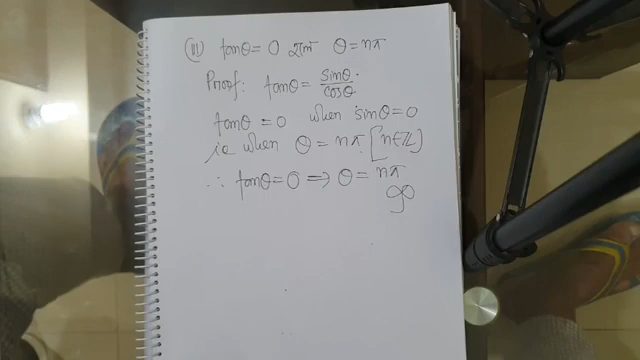 (III) tanθ = 0 হলে θ = nπ
Proof: tanθ = sinθ/cosθ.
tanθ = 0 when sinθ = 0
ie when θ = nπ. [n∈ℤ]
∴ tanθ = 0 ⟹ θ = nπ